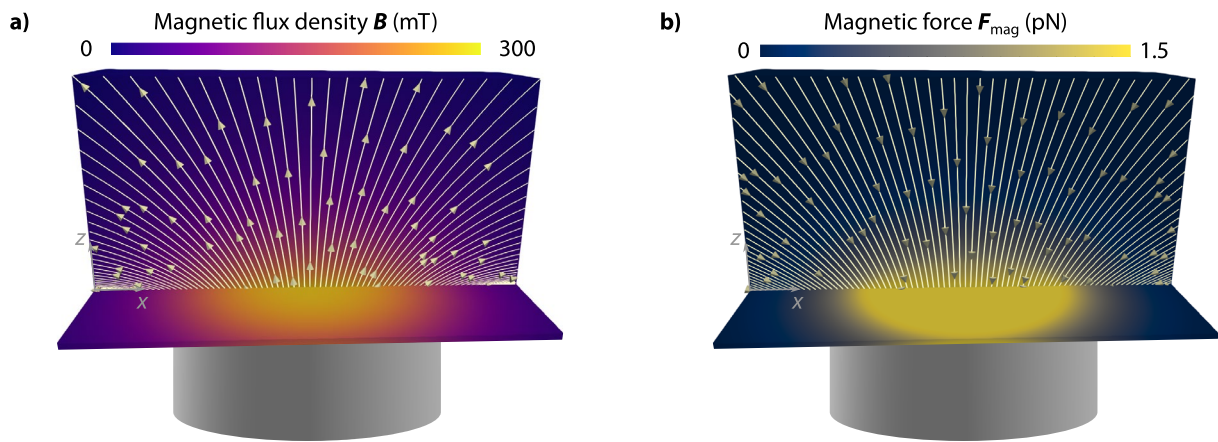 a) Magnetic flux density B (mT)
0 300
z
x
b) Magnetic force Fmag (pN)
0 1.5
z
x